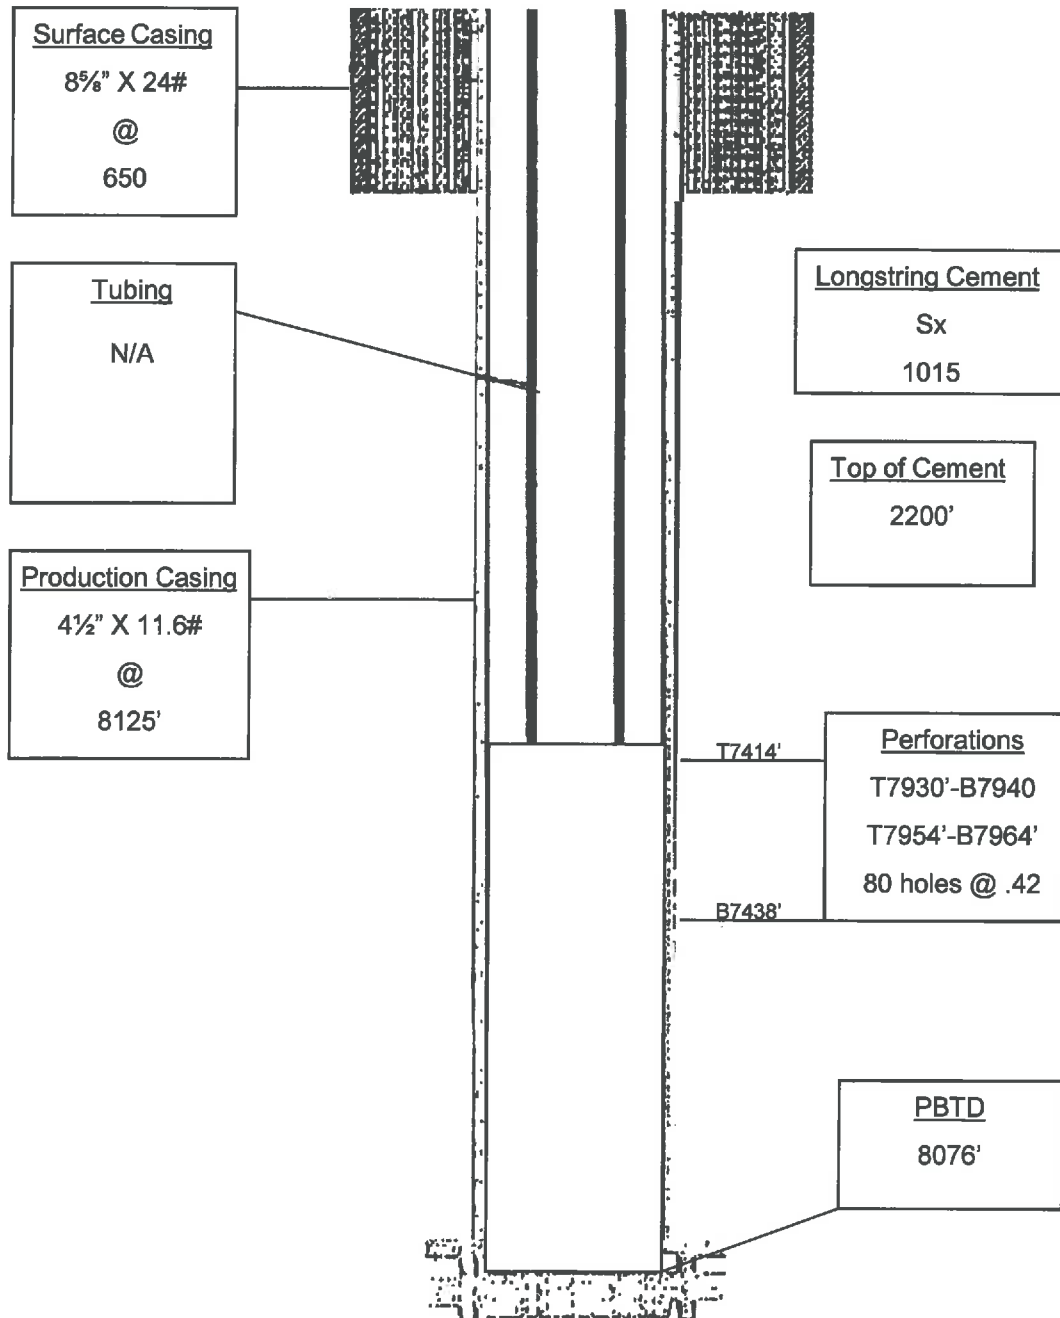 Surface Casing
8⅝” X 24#
@
650
Tubing
N/A
Production Casing
4½” X 11.6#
@
8125’
Longstring Cement
Sx
1015
Top of Cement
2200’
T7414’
B7438’
Perforations
T7930’-B7940
T7954’-B7964’
80 holes @ .42
PBTD
8076’